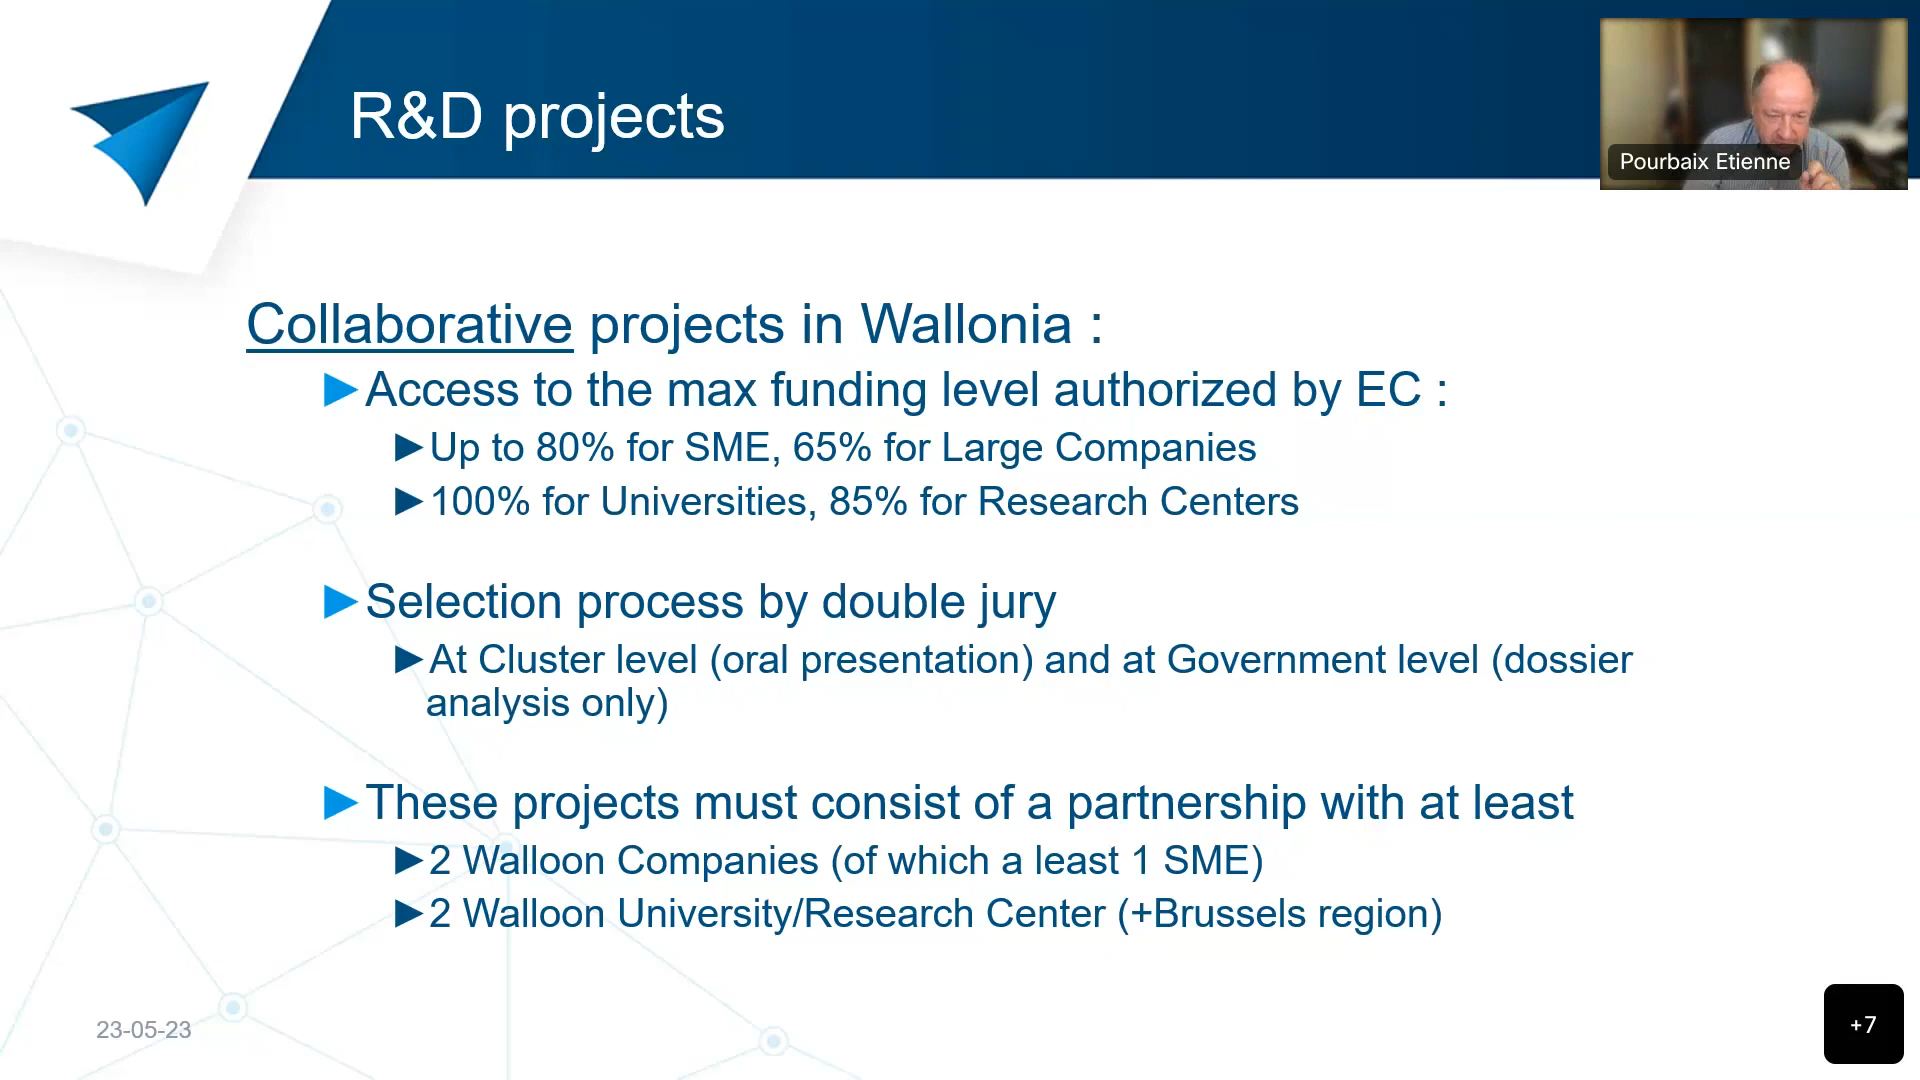 R&D projects
Pourbaix Etienne
Collaborative projects in Wallonia :
►Access to the max funding level authorized by EC :
►Up to 80% for SME, 65% for Large Companies
►100% for Universities, 85% for Research Centers
►Selection process by double jury
►At Cluster level (oral presentation) and at Government level (dossier
analysis only)
►These projects must consist of a partnership with at least
►2 Walloon Companies (of which a least 1 SME)
►2 Walloon University/Research Center (+Brussels region)
23-05-23
+7